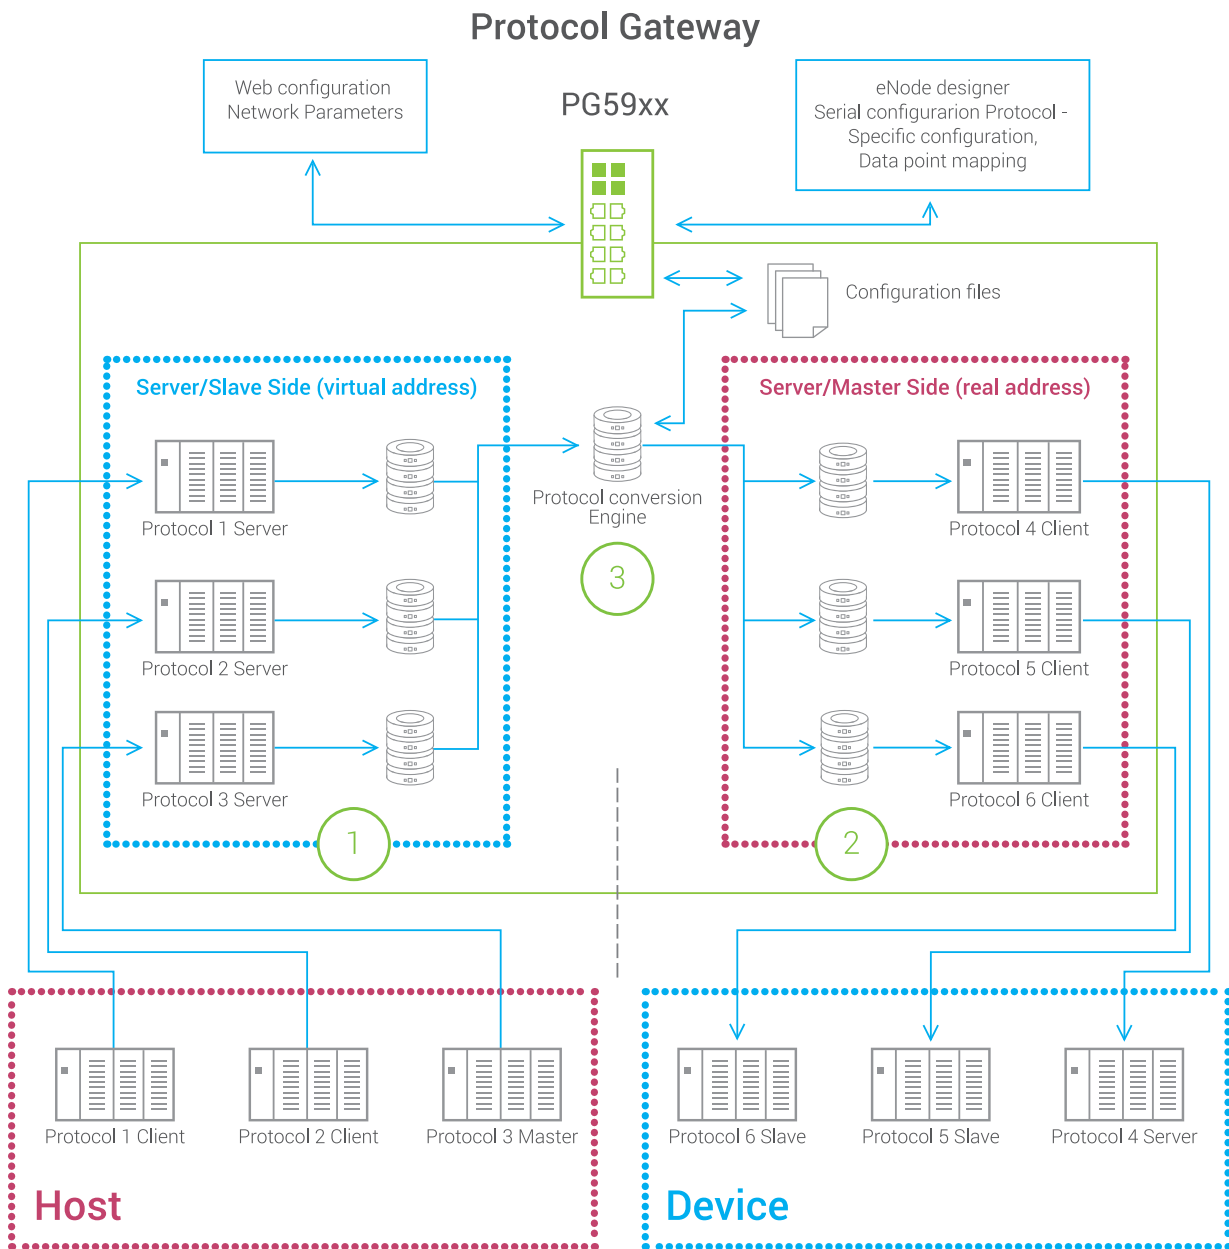 Protocol Gateway
Web configuration
Network Parameters
PG59xx
eNode designer
Serial configurarion Protocol -
Specific configuration,
Data point mapping
Configuration files
Server/Slave Side (virtual address)
Server/Master Side (real address)
Protocol conversion
Engine
3
Protocol 1 Server
Protocol 4 Client
Protocol 2 Server
Protocol 5 Client
Protocol 3 Server
Protocol 6 Client
1
2
Protocol 1 Client
Protocol 2 Client
Protocol 3 Master
Host
Protocol 6 Slave
Protocol 5 Slave
Protocol 4 Server
Device